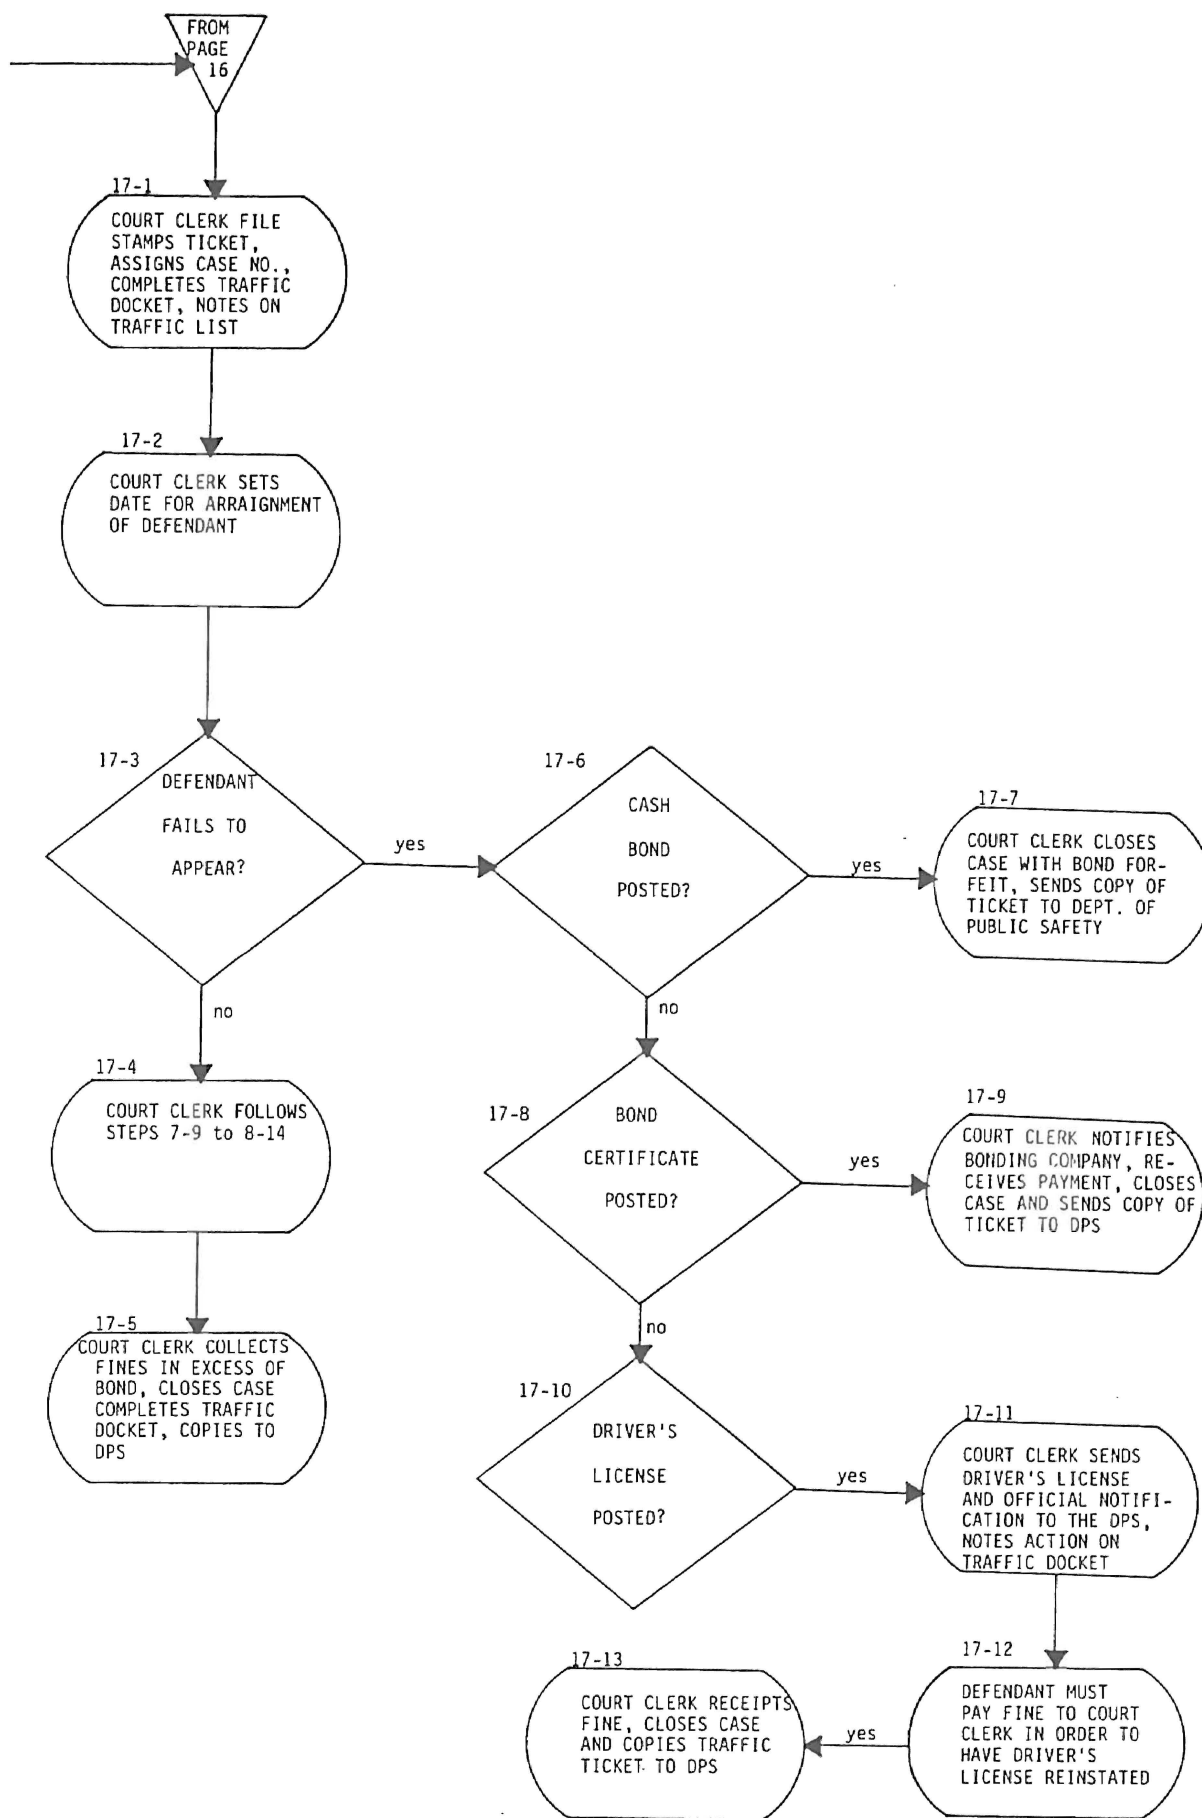 FROM
PAGE
16
17-1
COURT CLERK FILE
STAMPS TICKET,
ASSIGNS CASE NO.,
COMPLETES TRAFFIC
DOCKET, NOTES ON
TRAFFIC LIST
17-2
COURT CLERK SETS
DATE FOR ARRAIGNMENT
OF DEFENDANT
17-3
DEFENDANT
FAILS TO
APPEAR?
yes
no
17-4
COURT CLERK FOLLOWS
STEPS 7-9 to 8-14
17-5
COURT CLERK COLLECTS
FINES IN EXCESS OF
BOND, CLOSES CASE
COMPLETES TRAFFIC
DOCKET, COPIES TO
DPS
17-6
CASH
BOND
POSTED?
yes
no
17-7
COURT CLERK CLOSES
CASE WITH BOND FOR-
FEIT, SENDS COPY OF
TICKET TO DEPT. OF
PUBLIC SAFETY
17-8
BOND
CERTIFICATE
POSTED?
yes
no
17-9
COURT CLERK NOTIFIES
BONDING COMPANY, RE-
CEIVES PAYMENT, CLOSES
CASE AND SENDS COPY OF
TICKET TO DPS
17-10
DRIVER'S
LICENSE
POSTED?
yes
17-11
COURT CLERK SENDS
DRIVER'S LICENSE
AND OFFICIAL NOTIFI-
CATION TO THE DPS,
NOTES ACTION ON
TRAFFIC DOCKET
17-12
DEFENDANT MUST
PAY FINE TO COURT
CLERK IN ORDER TO
HAVE DRIVER'S
LICENSE REINSTATED
yes
17-13
COURT CLERK RECEIPTS
FINE, CLOSES CASE
AND COPIES TRAFFIC
TICKET TO DPS